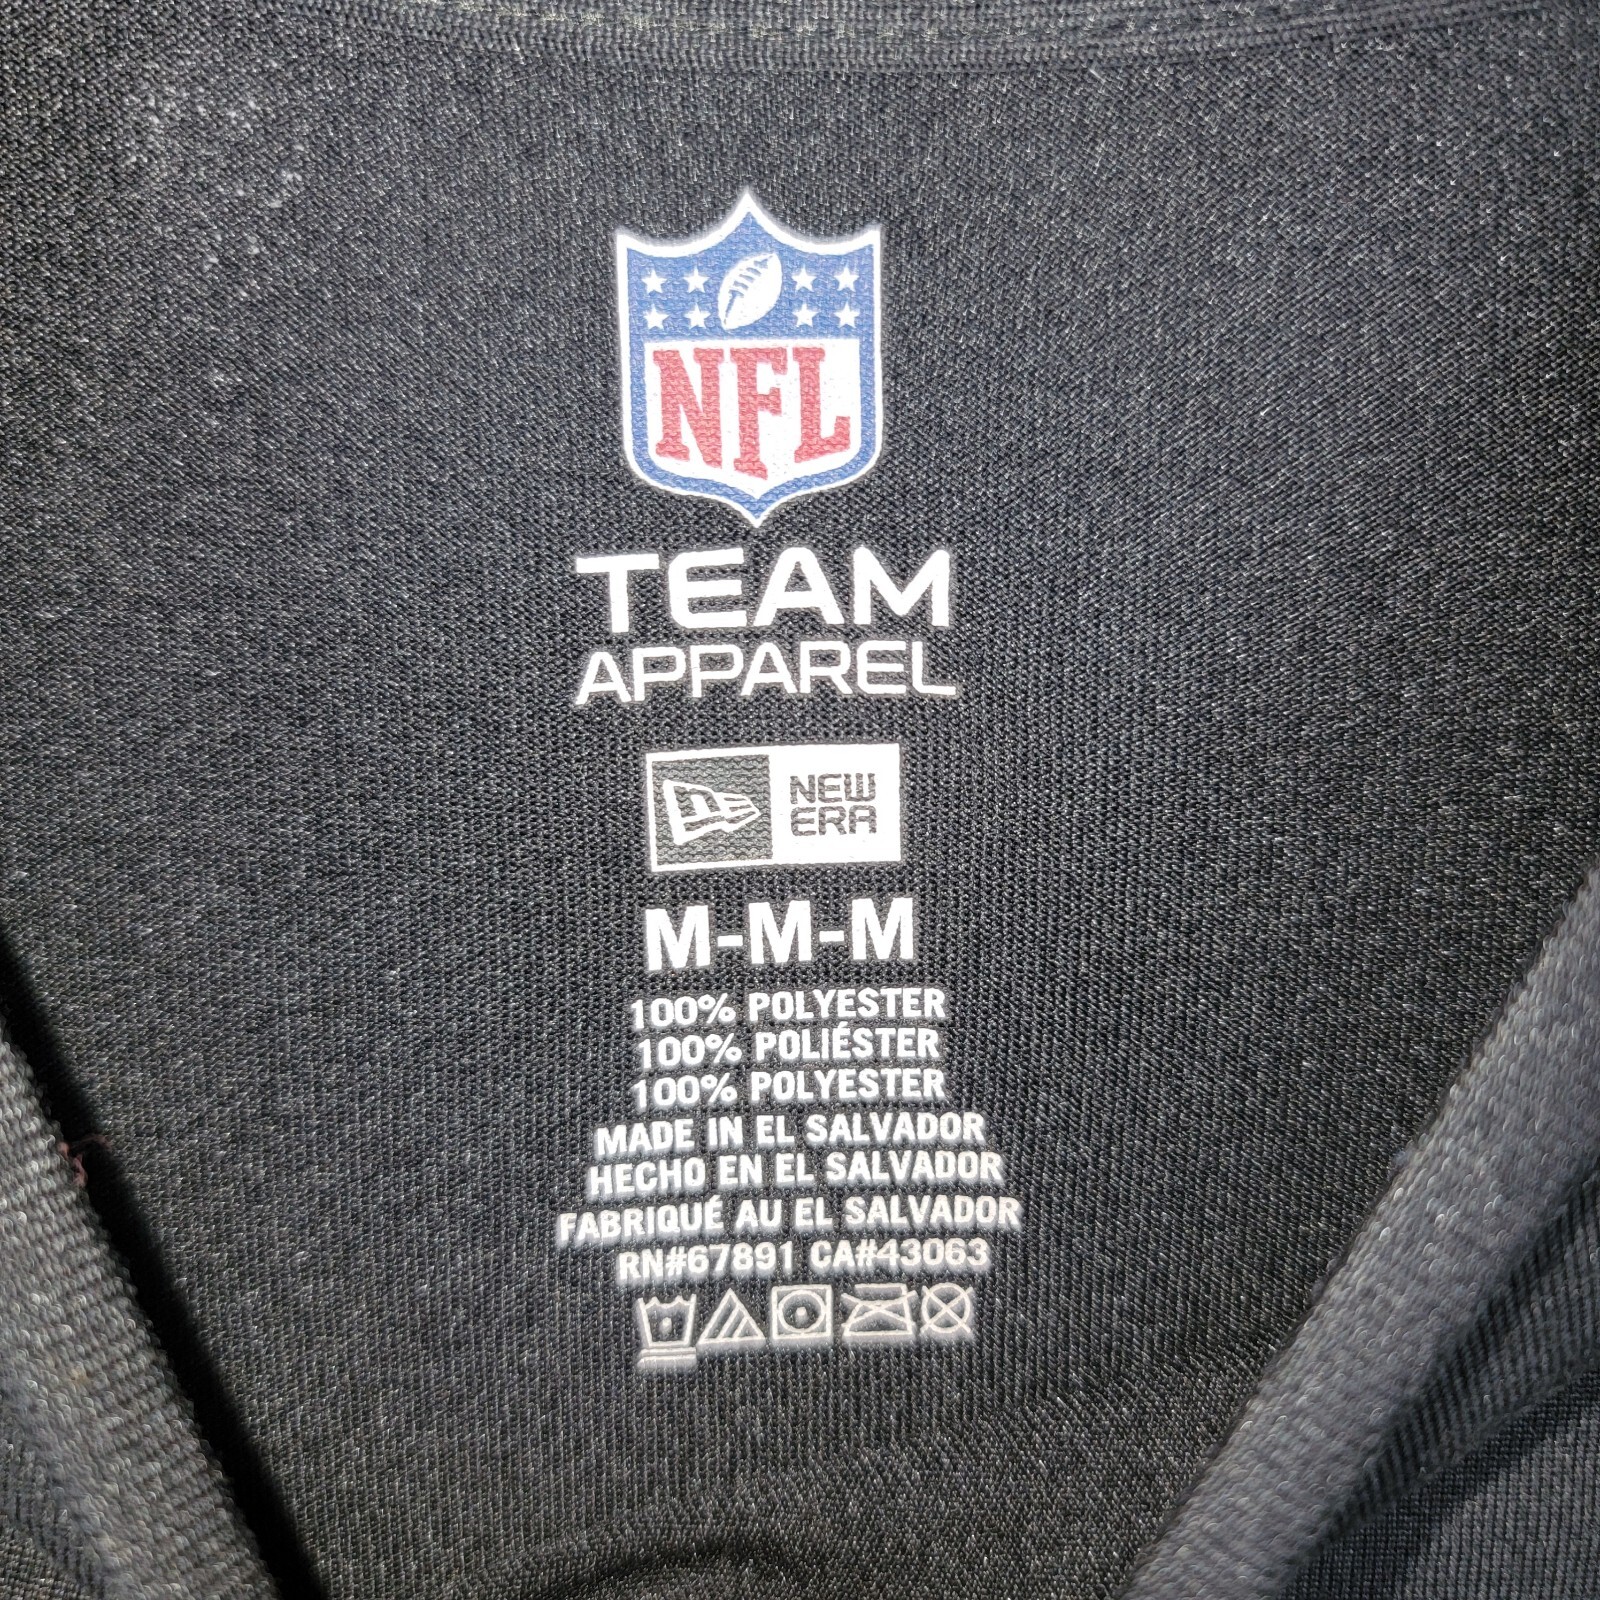 NFL
TEAM
APPAREL
NEW
ERA
M-M-M
100% POLYESTER
100% POLIÉSTER
100% POLYESTER
MADE IN EL SALVADOR
HECHO EN EL SALVADOR
FABRIQUÉ AU EL SALVADOR
RN#67891 CA#43063